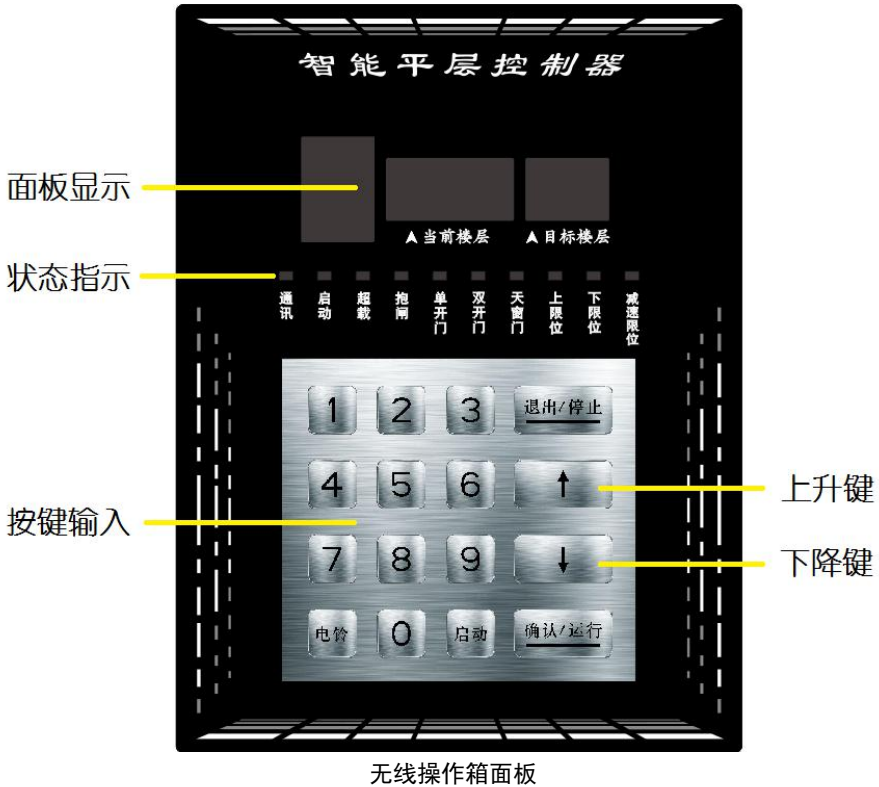 智能平层控制器
面板显示
▲当前楼层 ▲目标楼层
状态指示
通讯 启动 超载 抱闸 单开门 双开门 天窗门 上限位 下限位 减速限位
1 2 3 退出/停止
4 5 6 ↑
上升键
按键输入
7 8 9 ↓
下降键
电铃 0 启动 确认/运行
无线操作箱面板